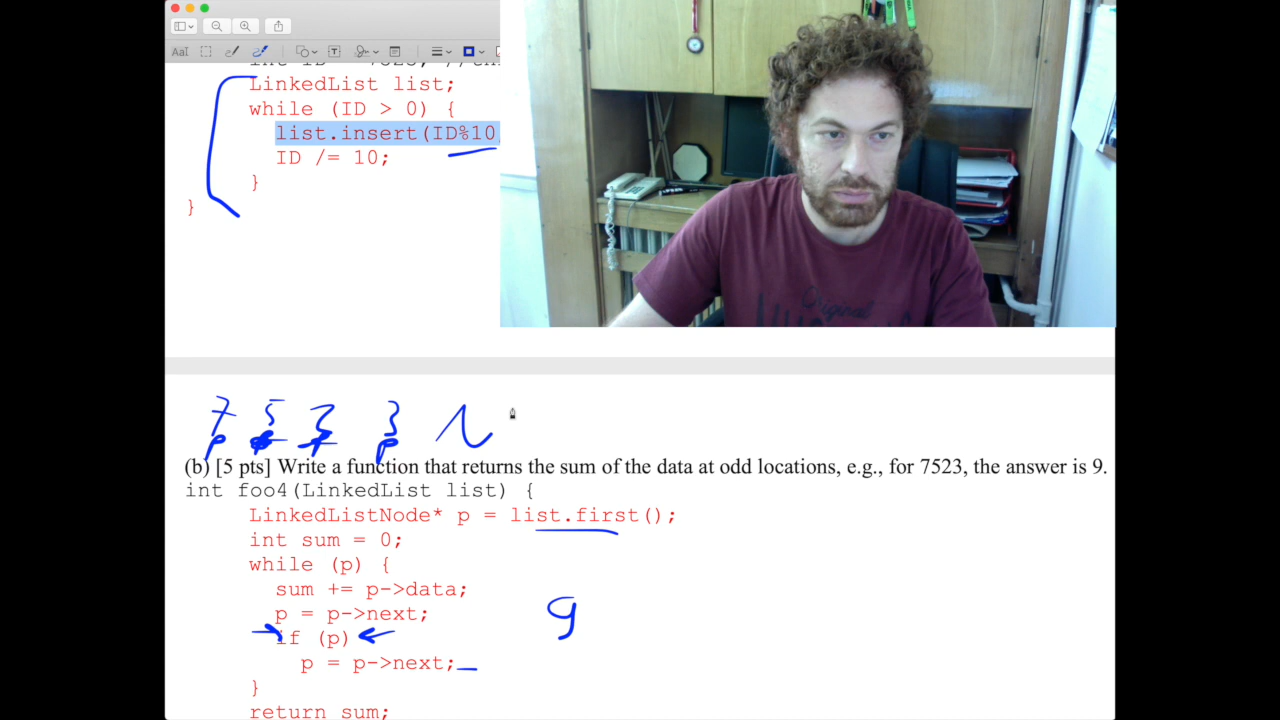 LinkedList list;
while (ID > 0) {
list.insert(ID%10
ID /= 10;
}
}
Original
7 5 2 3 N
p p p p
(b) [5 pts] Write a function that returns the sum of the data at odd locations, e.g., for 7523, the answer is 9.
int foo4(LinkedList list) {
LinkedListNode* p = list.first();
int sum = 0;
while (p) {
sum += p->data;
p = p->next;
if (p)
p = p->next;
}
return sum;
9